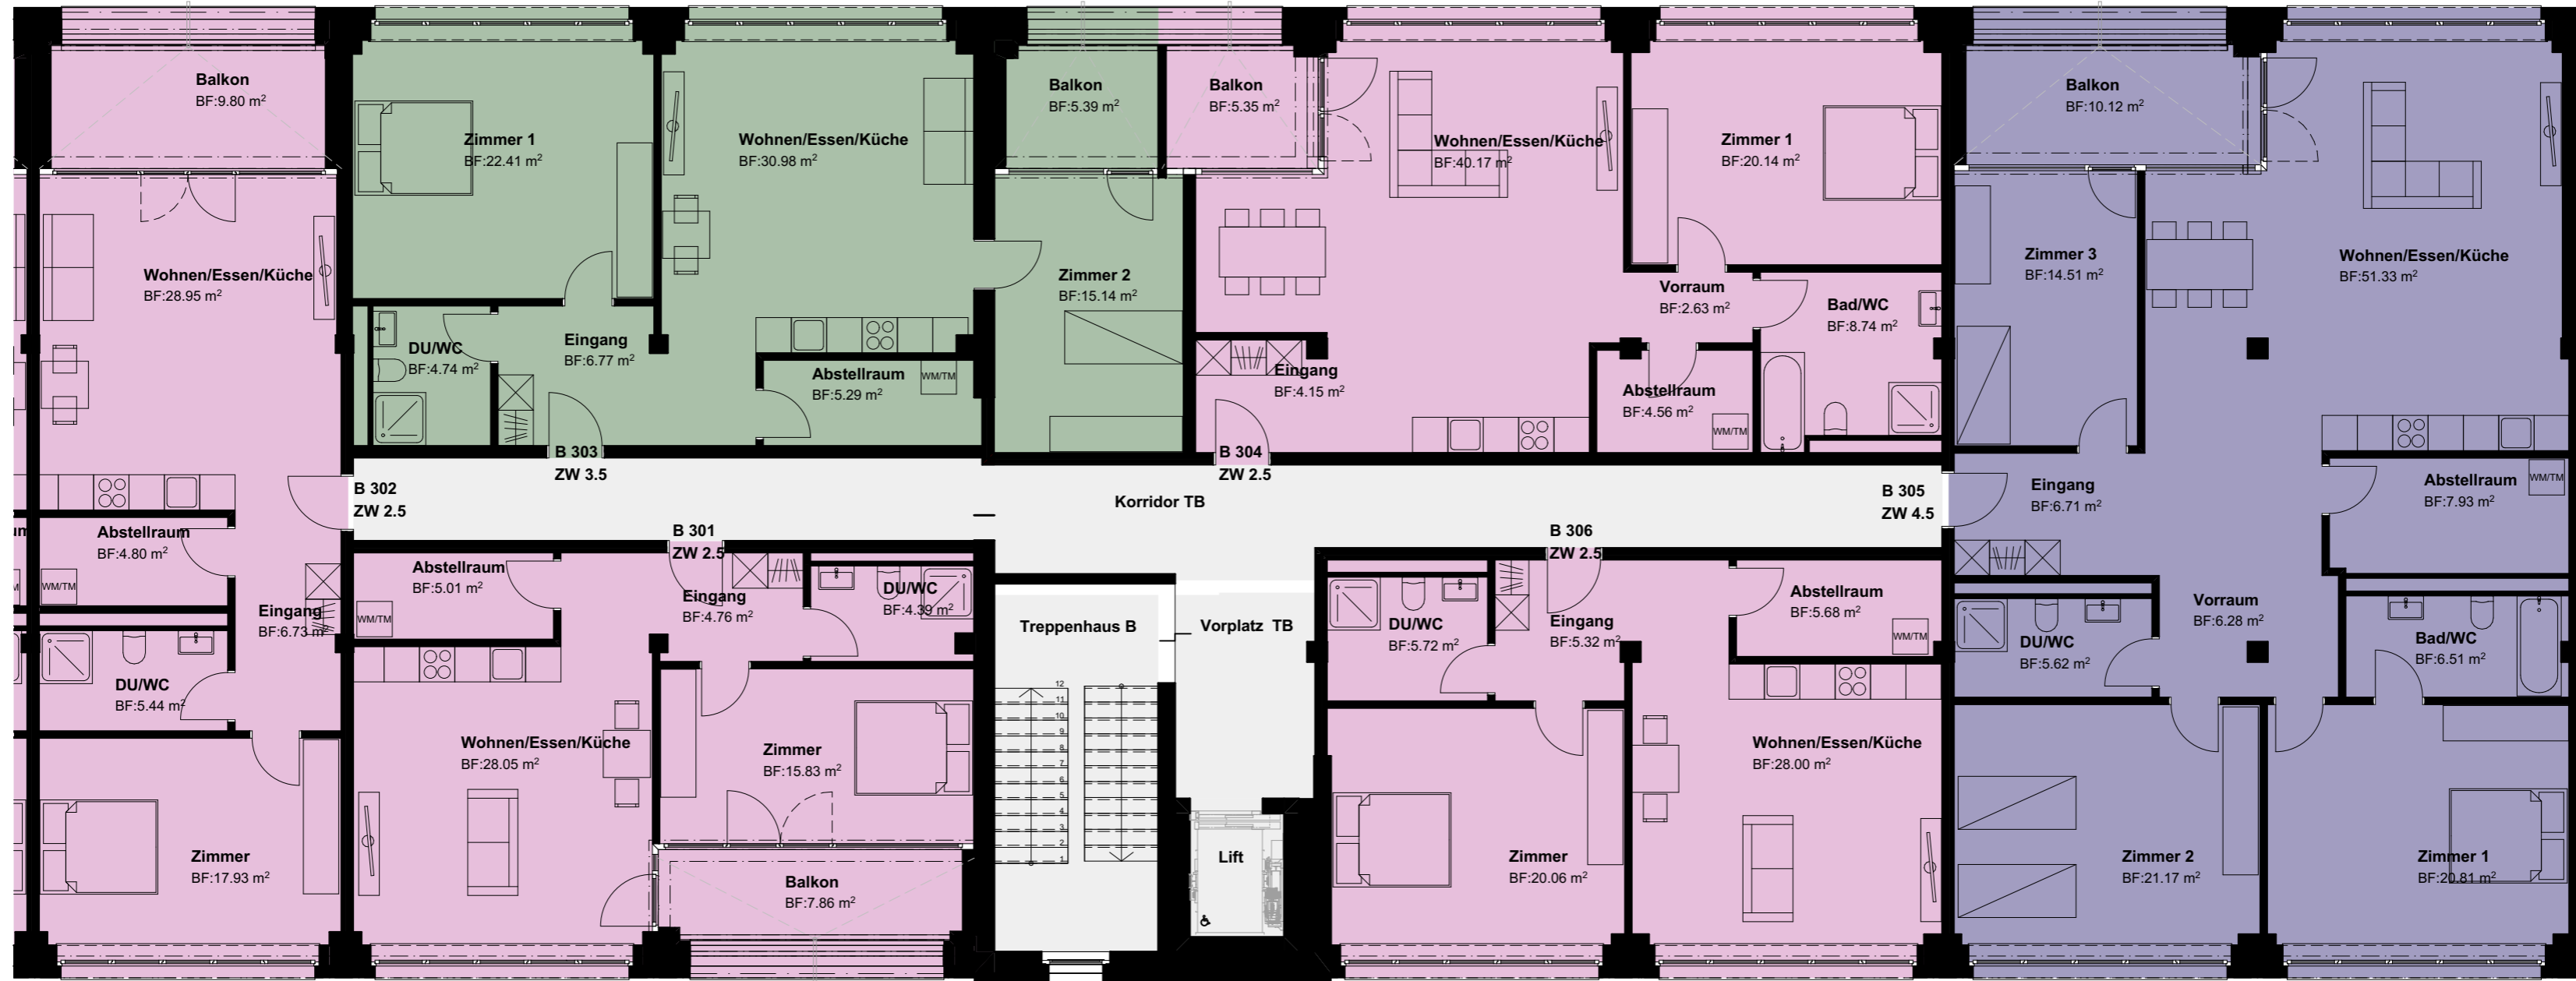 Balkon
BF:9.80 m²
Wohnen/Essen/Küche
BF:28.95 m²
Abstellraum
BF:4.80 m²
WM/TM
Eingang
BF:6.73 m²
DU/WC
BF:5.44 m²
Zimmer
BF:17.93 m²
B 302
ZW 2.5
Zimmer 1
BF:22.41 m²
Wohnen/Essen/Küche
BF:30.98 m²
DU/WC
BF:4.74 m²
Eingang
BF:6.77 m²
Abstellraum
BF:5.29 m²
WM/TM
Balkon
BF:5.39 m²
Zimmer 2
BF:15.14 m²
B 303
ZW 3.5
Balkon
BF:5.35 m²
Wohnen/Essen/Küche
BF:40.17 m²
Zimmer 1
BF:20.14 m²
Vorraum
BF:2.63 m²
Bad/WC
BF:8.74 m²
Eingang
BF:4.15 m²
Abstellraum
BF:4.56 m²
WM/TM
B 304
ZW 2.5
Balkon
BF:10.12 m²
Zimmer 3
BF:14.51 m²
Wohnen/Essen/Küche
BF:51.33 m²
B 305
ZW 4.5
Eingang
BF:6.71 m²
Abstellraum
BF:7.93 m²
WM/TM
Vorraum
BF:6.28 m²
DU/WC
BF:5.62 m²
Bad/WC
BF:6.51 m²
Zimmer 2
BF:21.17 m²
Zimmer 1
BF:20.81 m²
Korridor TB
B 301
ZW 2.5
Abstellraum
BF:5.01 m²
WM/TM
Eingang
BF:4.76 m²
DU/WC
BF:4.39 m²
Wohnen/Essen/Küche
BF:28.05 m²
Zimmer
BF:15.83 m²
Balkon
BF:7.86 m²
Treppenhaus B
12
11
10
9
8
7
6
5
4
3
2
1
Vorplatz TB
Lift
B 306
ZW 2.5
DU/WC
BF:5.72 m²
Eingang
BF:5.32 m²
Abstellraum
BF:5.68 m²
WM/TM
Zimmer
BF:20.06 m²
Wohnen/Essen/Küche
BF:28.00 m²